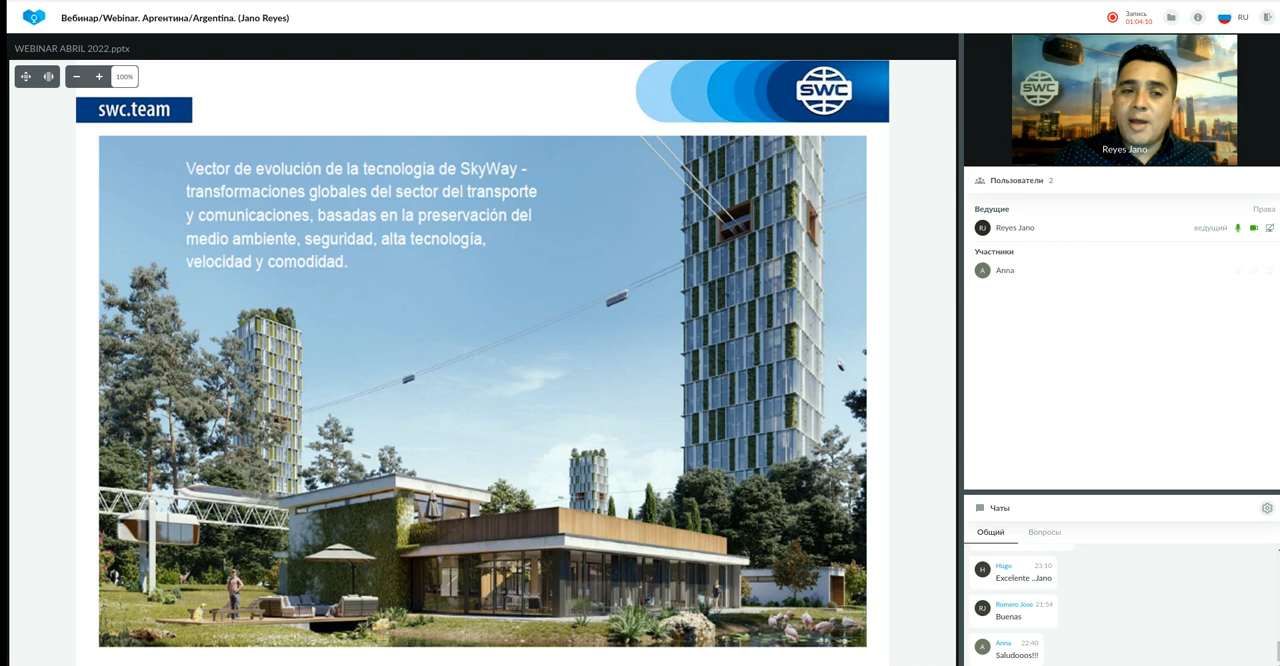 Вебинар/Webinar. Аргентина/Argentina. (Jano Reyes)
Запись
01:04:10
RU
WEBINAR ABRIL 2022.pptx
100%
swc.team
SWC
Vector de evolución de la tecnología de SkyWay -
transformaciones globales del sector del transporte
y comunicaciones, basadas en la preservación del
medio ambiente, seguridad, alta tecnología,
velocidad y comodidad.
SWC
Reyes Jano
Пользователи 2
Ведущие Права
RJ Reyes Jano ведущий
Участники
A Anna
Чаты
Общий Вопросы
H Hugo 23:10
Excelente ..Jano
RJ Romero Jose 21:54
Buenas
A Anna 22:40
Saludooos!!!